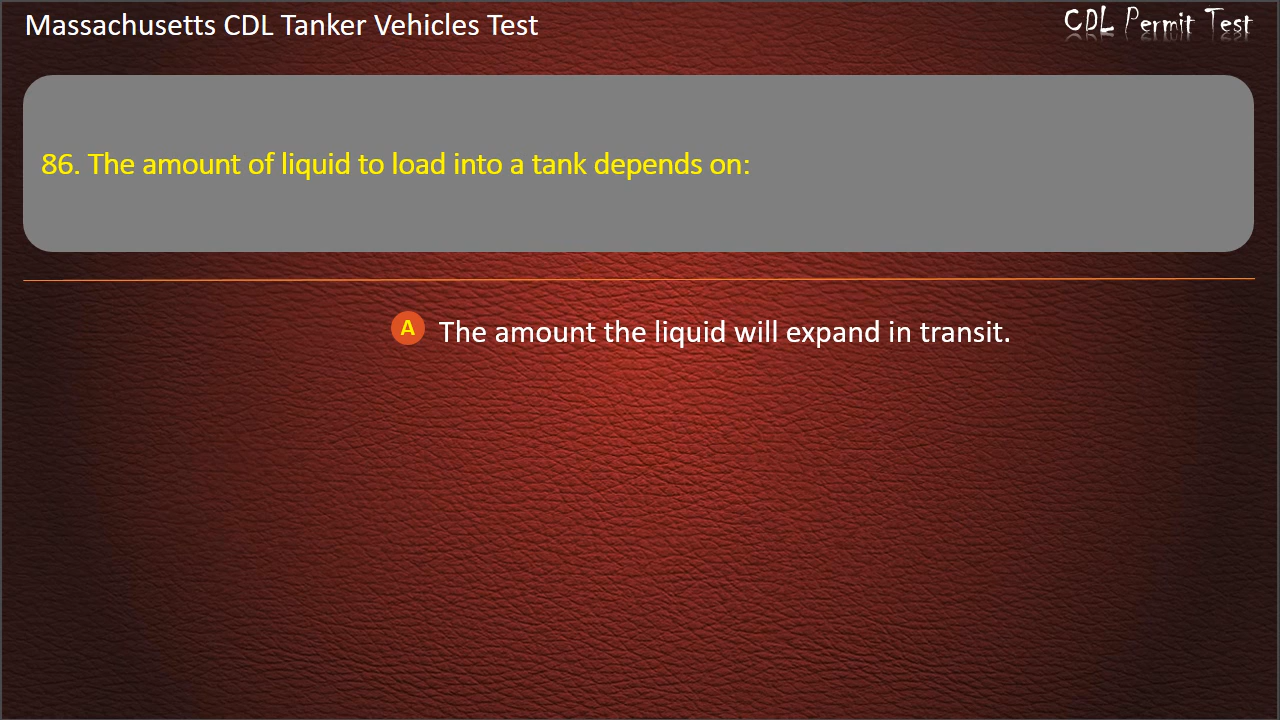 Massachusetts CDL Tanker Vehicles Test
CDL Permit Test
86. The amount of liquid to load into a tank depends on:
A The amount the liquid will expand in transit.